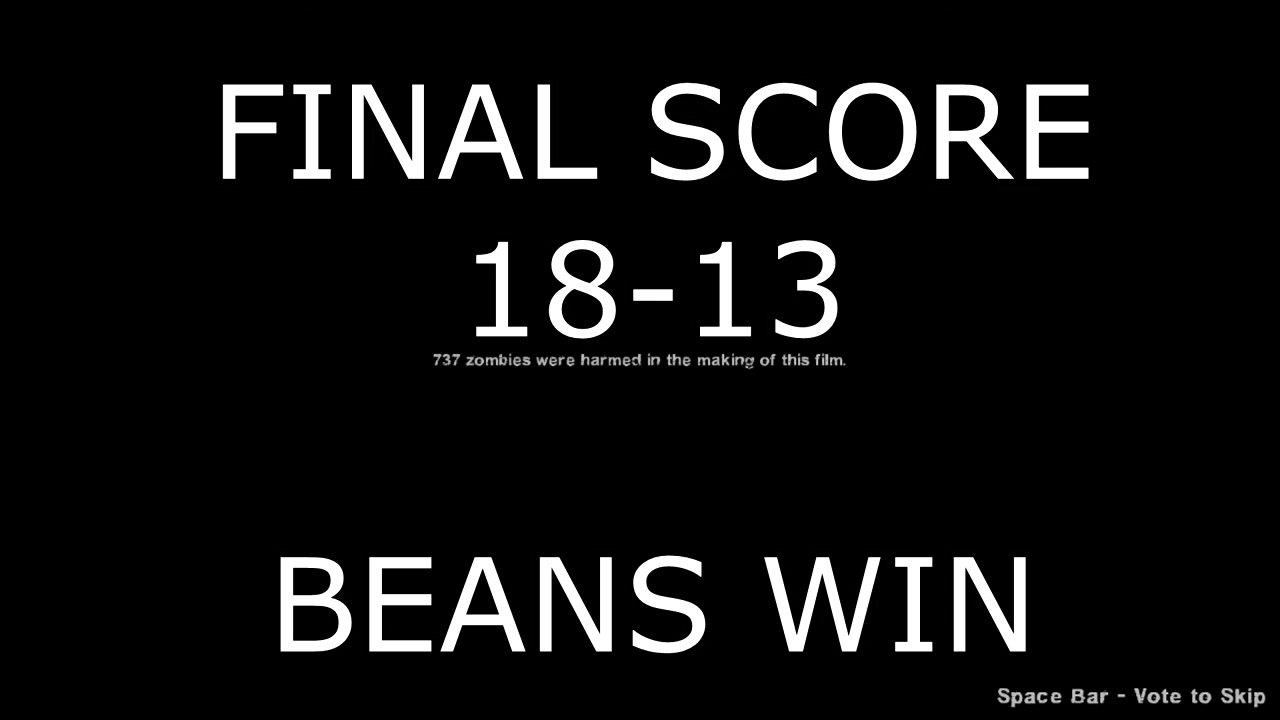 FINAL SCORE
18-13
737 zombies were harmed in the making of this film.
BEANS WIN
Space Bar - Vote to Skip